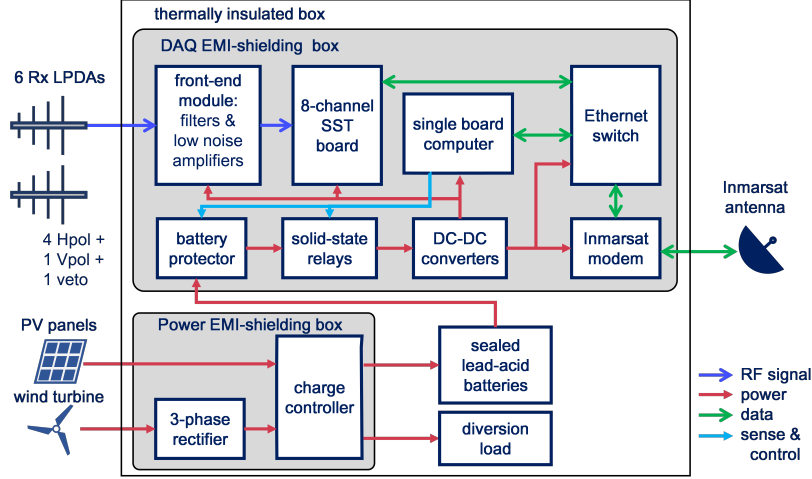 thermally insulated box
DAQ EMI-shielding box
6 Rx LPDAs
front-end
module:
filters &
low noise
amplifiers
8-channel
SST
board
single board
computer
Ethernet
switch
Inmarsat
antenna
4 Hpol +
1 Vpol +
1 veto
battery
protector
solid-state
relays
DC-DC
converters
Inmarsat
modem
PV panels
Power EMI-shielding box
wind turbine
3-phase
rectifier
charge
controller
sealed
lead-acid
batteries
diversion
load
RF signal
power
data
sense &
control